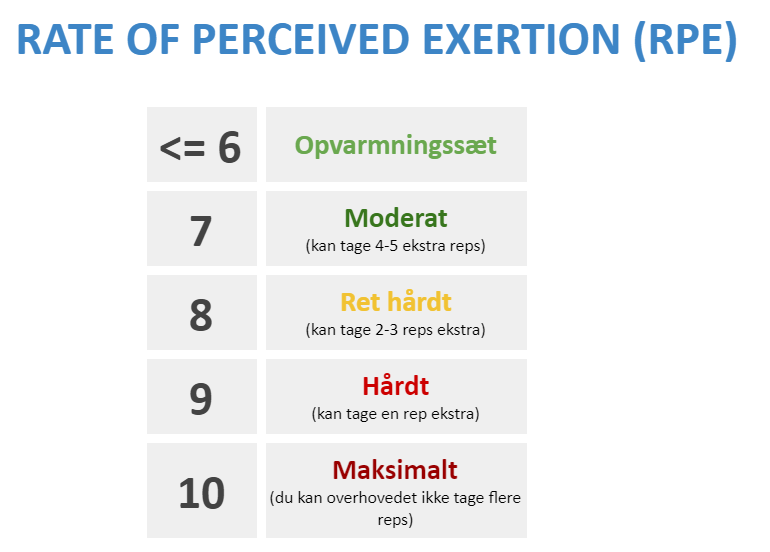 RATE OF PERCEIVED EXERTION (RPE)
<= 6
Opvarmningssæt
7
Moderat
(kan tage 4-5 ekstra reps)
8
Ret hårdt
(kan tage 2-3 reps ekstra)
9
Hårdt
(kan tage en rep ekstra)
10
Maksimalt
(du kan overhovedet ikke tage flere
reps)